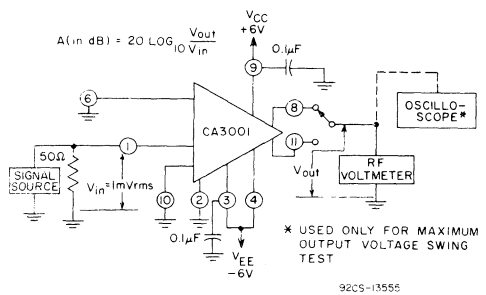 A (in dB) = 20 LOG10 Vout/Vin
VCC
+6V
0.1µF
9
6
CA3001
8
11
OSCILLO-
SCOPE*
50Ω
1
SIGNAL
SOURCE
Vin=1mVrms
Vout
RF
VOLTMETER
10
2
3
4
0.1µF
VEE
-6V
* USED ONLY FOR MAXIMUM
OUTPUT VOLTAGE SWING
TEST
92CS-13555